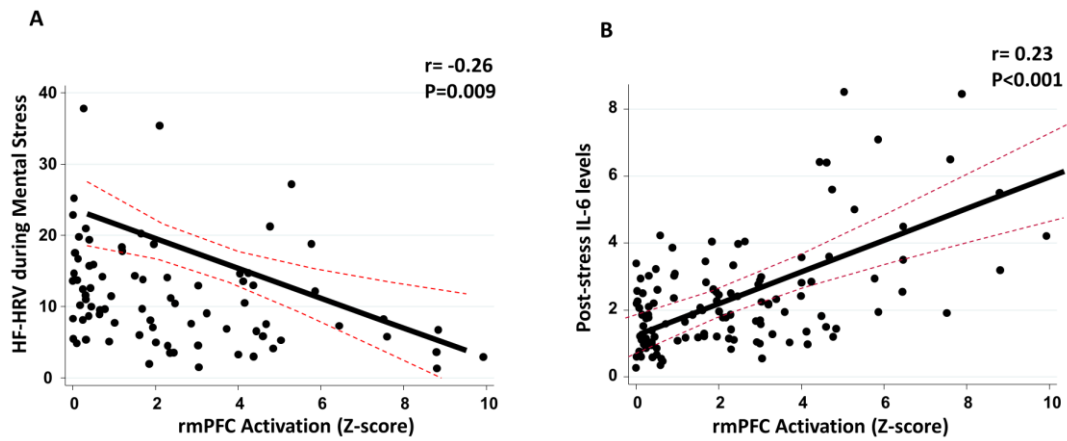 A
r= -0.26
P=0.009
HF-HRV during Mental Stress
40
30
20
10
0
0 2 4 6 8 10
rmPFC Activation (Z-score)
B
r= 0.23
P<0.001
Post-stress IL-6 levels
8
6
4
2
0
0 2 4 6 8 10
rmPFC Activation (Z-score)